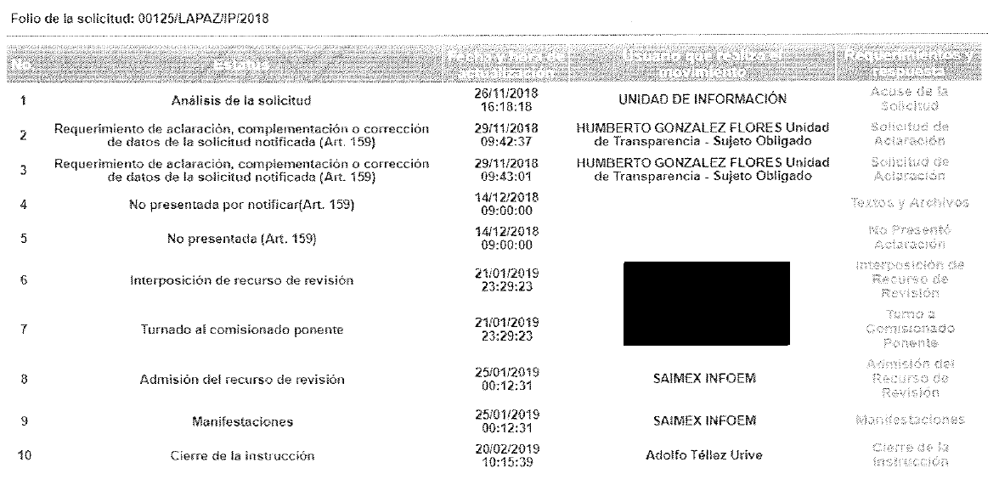 Folio de la solicitud: 00125/LAPAZ/IP/2018
No. Estatus Fecha y hora de actualización Usuario que realiza el movimiento Requerimientos y respuesta
1 Análisis de la solicitud 26/11/2018 16:18:18 UNIDAD DE INFORMACIÓN Acuse de la Solicitud
2 Requerimiento de aclaración, complementación o corrección de datos de la solicitud notificada (Art. 159) 29/11/2018 09:42:37 HUMBERTO GONZALEZ FLORES Unidad de Transparencia - Sujeto Obligado Solicitud de Aclaración
3 Requerimiento de aclaración, complementación o corrección de datos de la solicitud notificada (Art. 159) 29/11/2018 09:43:01 HUMBERTO GONZALEZ FLORES Unidad de Transparencia - Sujeto Obligado Solicitud de Aclaración
4 No presentada por notificar(Art. 159) 14/12/2018 09:00:00 Textos y Archivos
5 No presentada (Art. 159) 14/12/2018 09:00:00 No Presentó Aclaración
6 Interposición de recurso de revisión 21/01/2019 23:29:23 Interposición de Recurso de Revisión
7 Turnado al comisionado ponente 21/01/2019 23:29:23 Turno a Comisionado Ponente
8 Admisión del recurso de revisión 25/01/2019 00:12:31 SAIMEX INFOEM Admisión del Recurso de Revisión
9 Manifestaciones 25/01/2019 00:12:31 SAIMEX INFOEM Manifestaciones
10 Cierre de la instrucción 20/02/2019 10:15:39 Adolfo Téllez Urive Cierre de la Instrucción